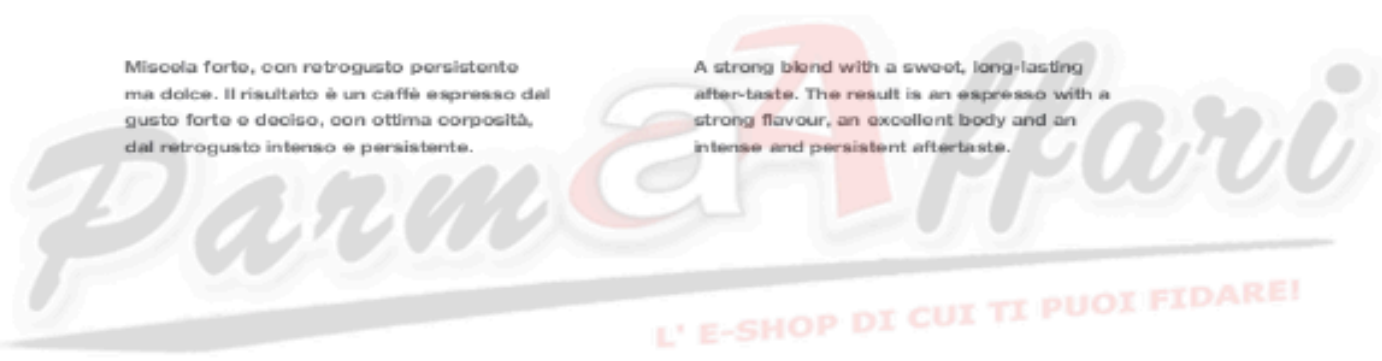 Miscela forte, con retrogusto persistente
ma dolce. Il risultato è un caffè espresso dal
gusto forte e deciso, con ottima corposità,
dal retrogusto intenso e persistente.
A strong blend with a sweet, long-lasting
after-taste. The result is an espresso with a
strong flavour, an excellent body and an
intense and persistent aftertaste.
ParmaAffari
L' E-SHOP DI CUI TI PUOI FIDARE!